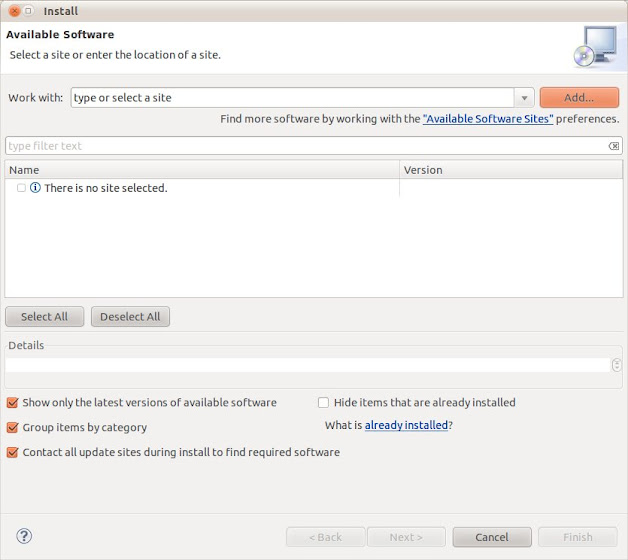 Install
Available Software
Select a site or enter the location of a site.
Work with: type or select a site Add...
Find more software by working with the "Available Software Sites" preferences.
type filter text
Name Version
There is no site selected.
Select All Deselect All
Details
Show only the latest versions of available software Hide items that are already installed
Group items by category What is already installed?
Contact all update sites during install to find required software
? < Back Next > Cancel Finish